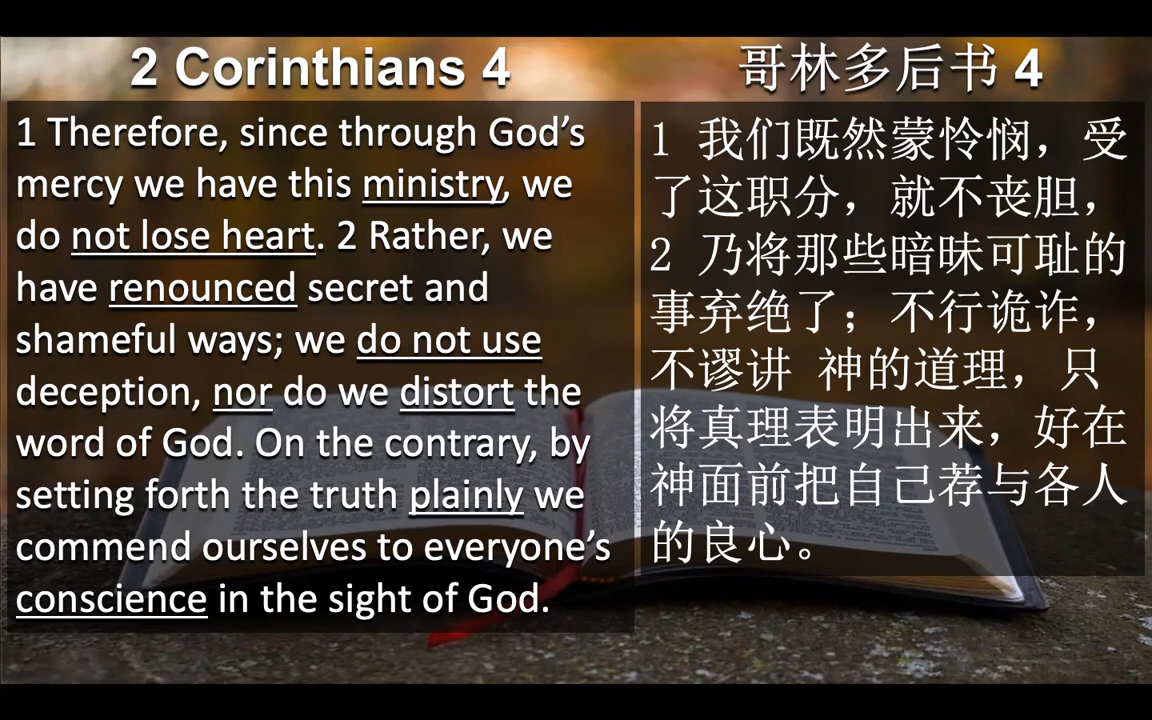 2 Corinthians 4
1 Therefore, since through God’s
mercy we have this ministry, we
do not lose heart. 2 Rather, we
have renounced secret and
shameful ways; we do not use
deception, nor do we distort the
word of God. On the contrary, by
setting forth the truth plainly we
commend ourselves to everyone’s
conscience in the sight of God.
哥林多后书 4
1 我们既然蒙怜悯，受
了这职分，就不丧胆，
2 乃将那些暗昧可耻的
事弃绝了；不行诡诈，
不谬讲 神的道理，只
将真理表明出来，好在
神面前把自己荐与各人
的良心。